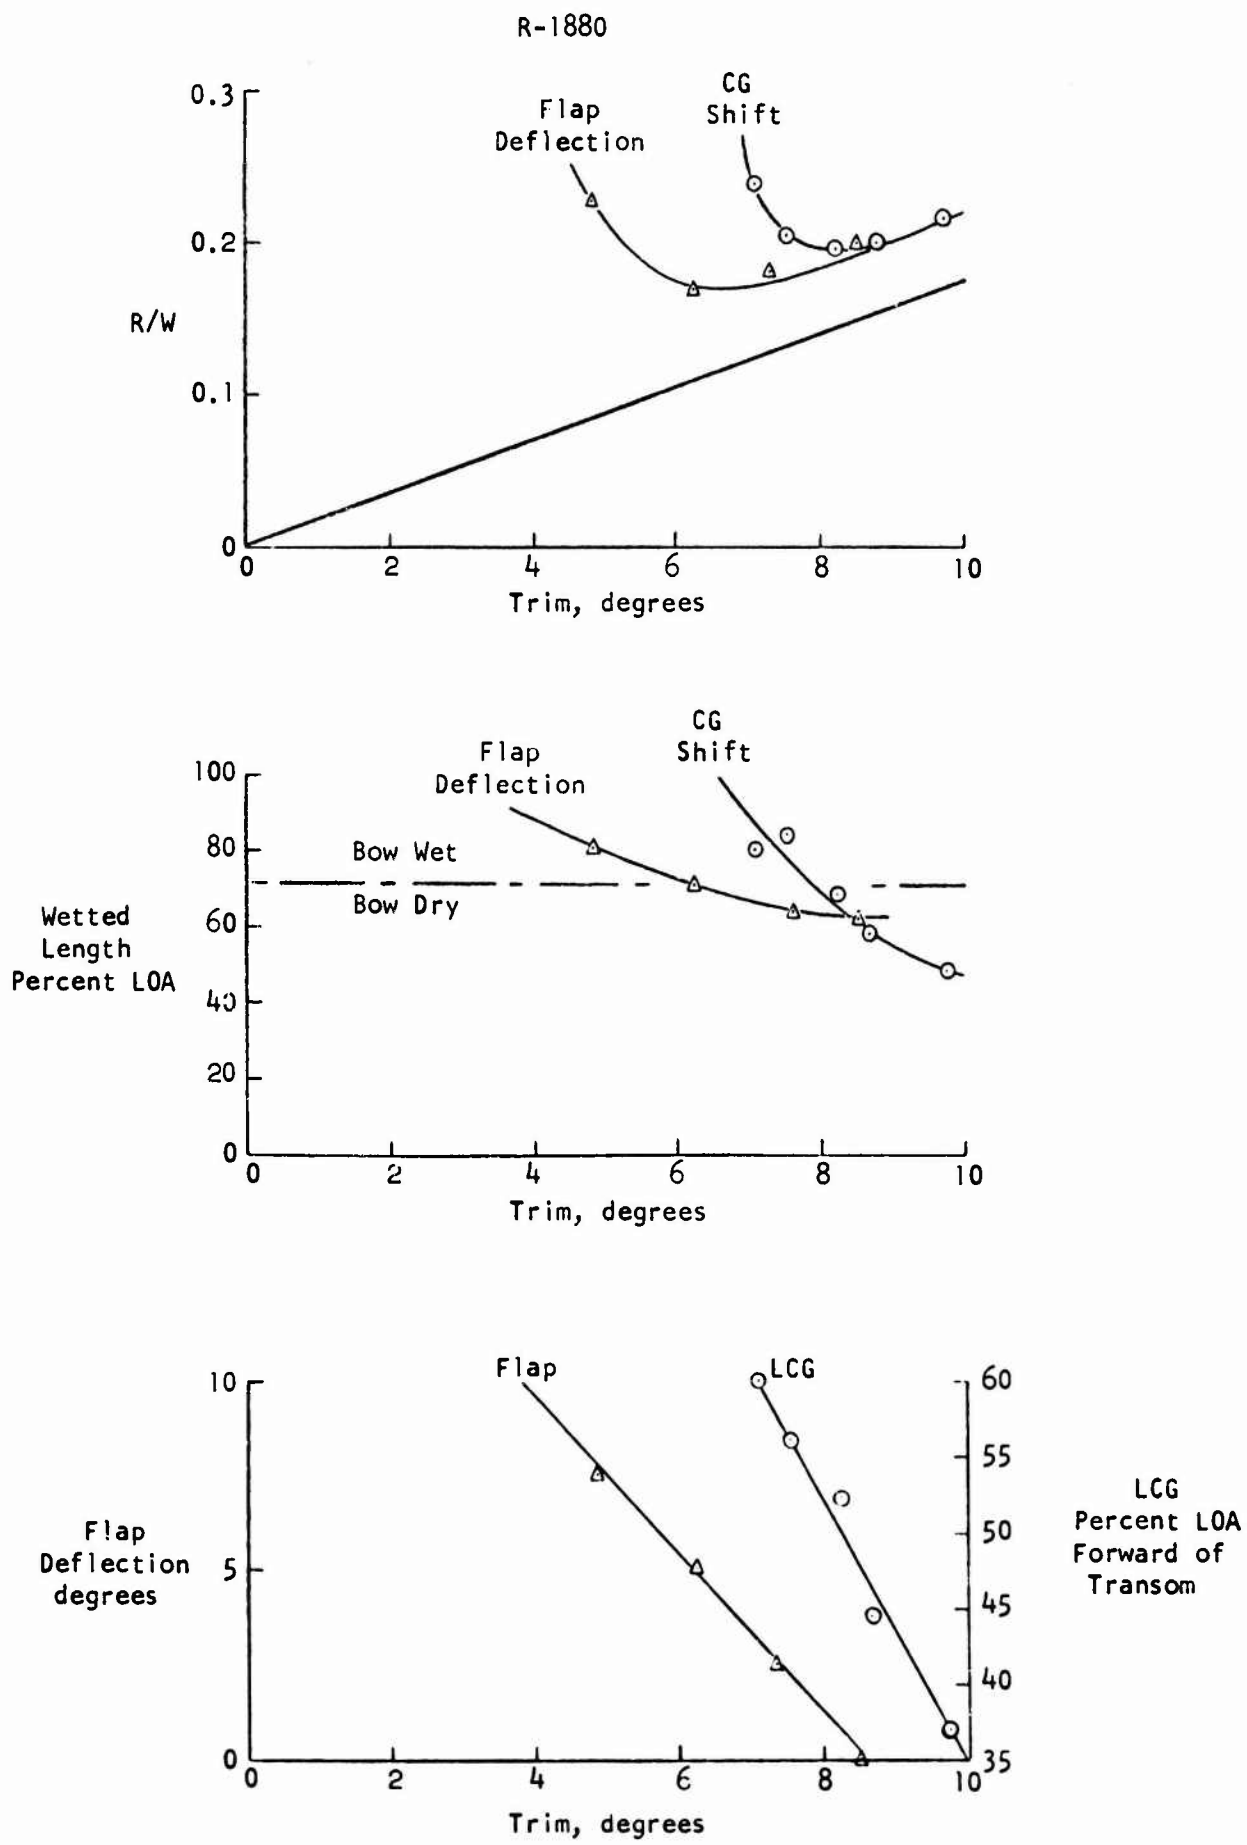 R-1880
CG
Shift
Flap
Deflection
0.3
0.2
R/W
0.1
0
0 2 4 6 8 10
Trim, degrees
CG
Shift
Flap
Deflection
100
80
Bow Wet
Bow Dry
Wetted
Length
Percent LOA
60
40
20
0
0 2 4 6 8 10
Trim, degrees
Flap
LCG
10
5
0
Flap
Deflection
degrees
60
55
50
45
40
35
LCG
Percent LOA
Forward of
Transom
0 2 4 6 8 10
Trim, degrees